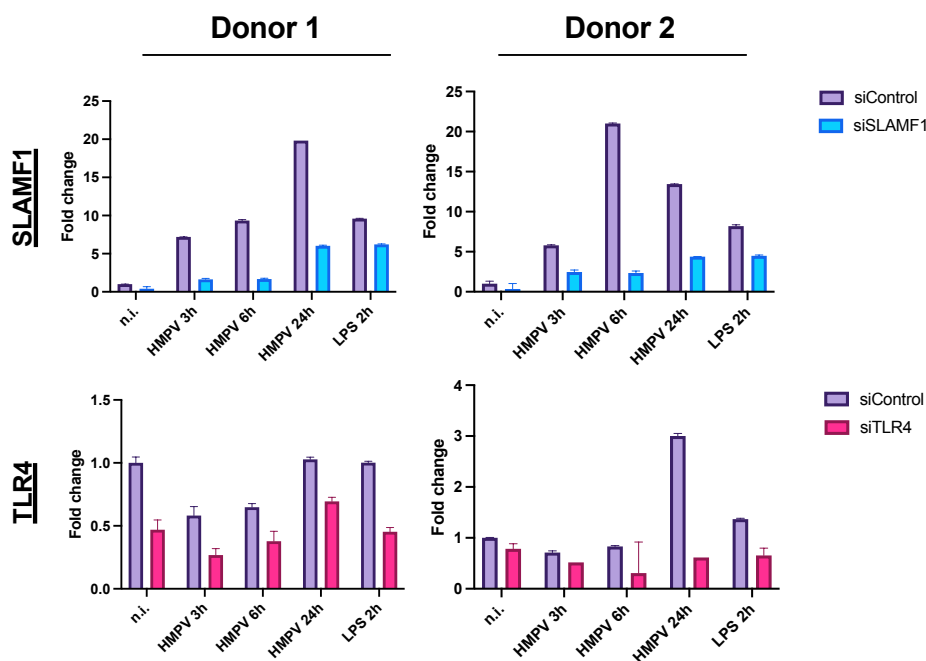 Donor 1
Donor 2
SLAMF1
Fold change
25
20
15
10
5
0
n.i.
HMPV 3h
HMPV 6h
HMPV 24h
LPS 2h
Fold change
25
20
15
10
5
0
n.i.
HMPV 3h
HMPV 6h
HMPV 24h
LPS 2h
siControl
siSLAMF1
TLR4
Fold change
1.5
1.0
0.5
0.0
n.i.
HMPV 3h
HMPV 6h
HMPV 24h
LPS 2h
Fold change
4
3
2
1
0
n.i.
HMPV 3h
HMPV 6h
HMPV 24h
LPS 2h
siControl
siTLR4